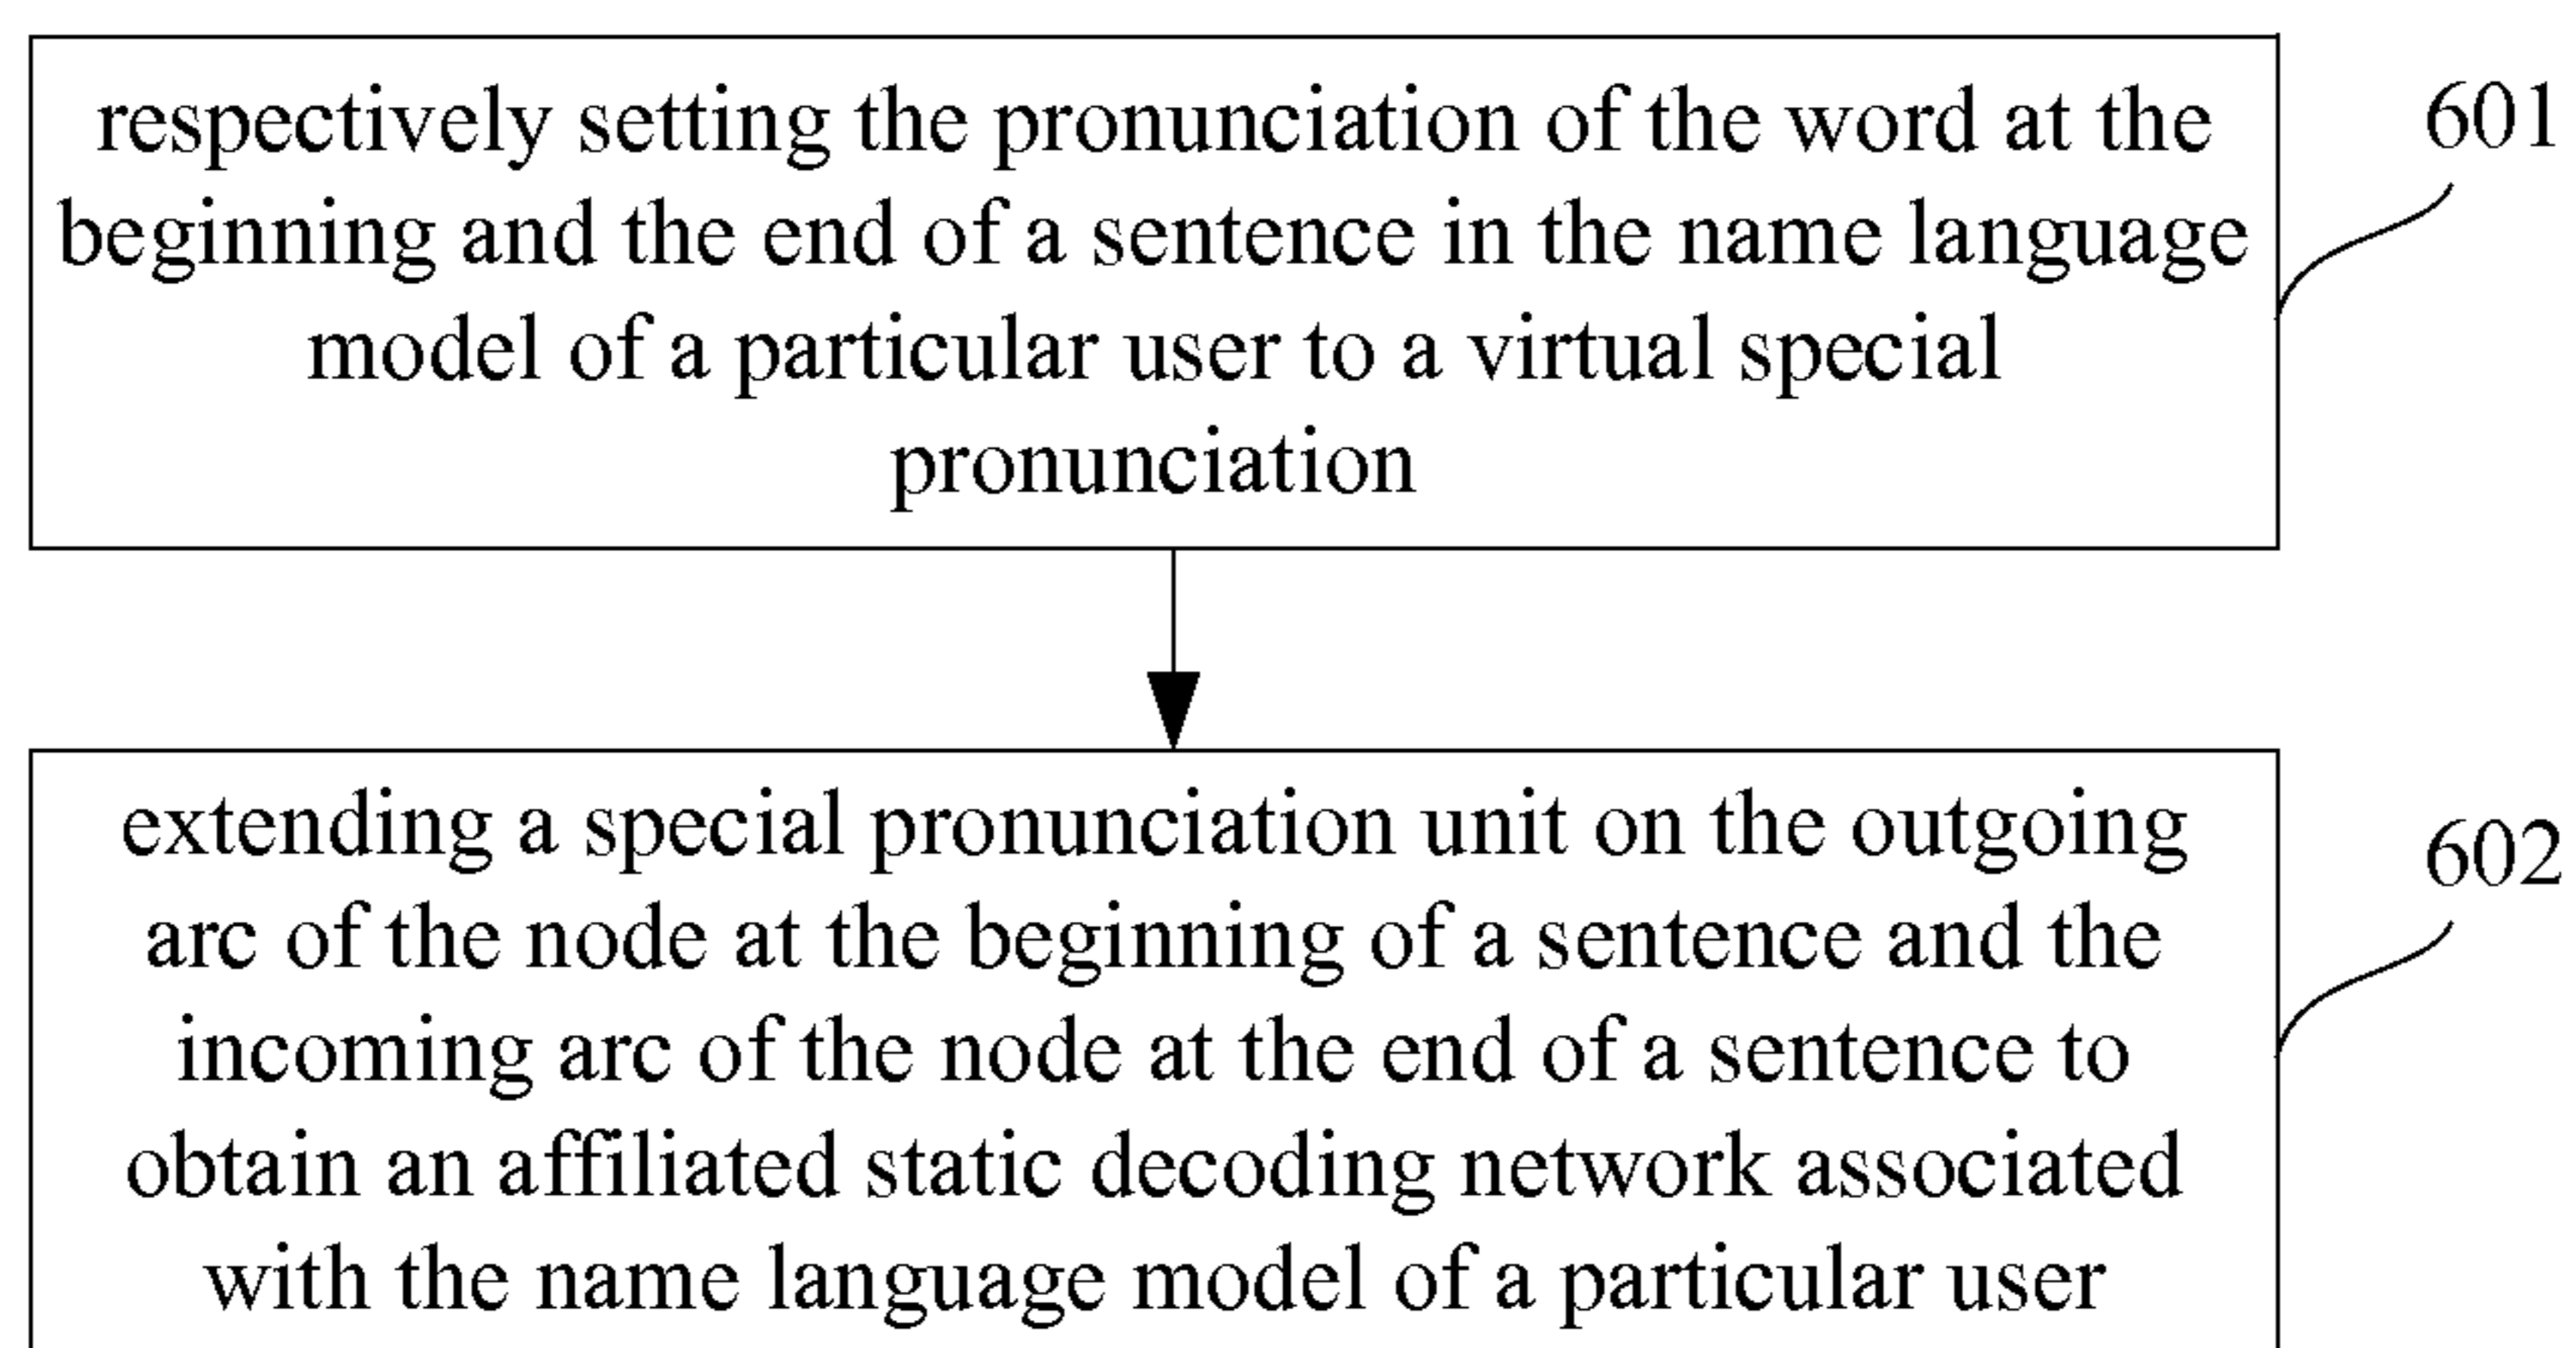 respectively setting the pronunciation of the word at the
beginning and the end of a sentence in the name language
model of a particular user to a virtual special
pronunciation
601
extending a special pronunciation unit on the outgoing
arc of the node at the beginning of a sentence and the
incoming arc of the node at the end of a sentence to
obtain an affiliated static decoding network associated
with the name language model of a particular user
602